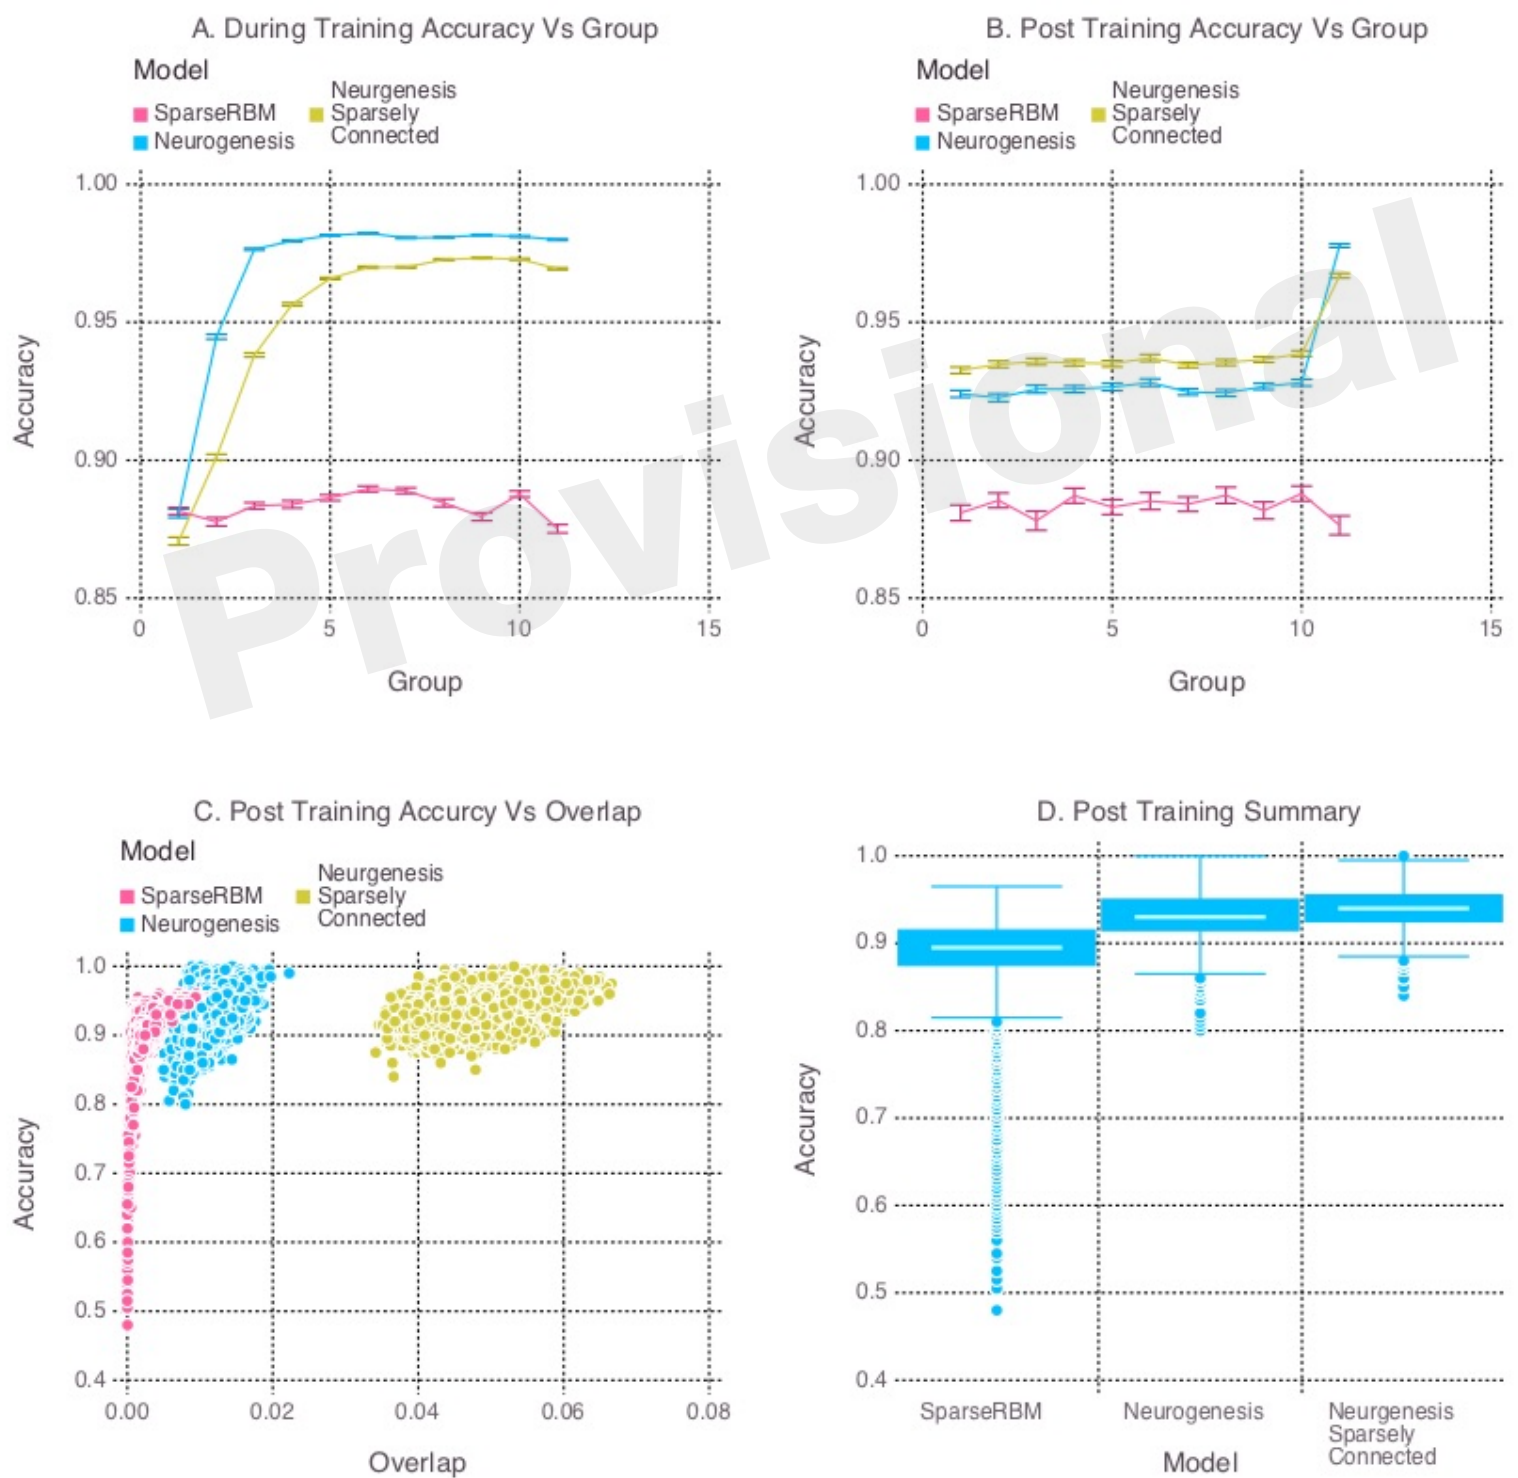 A. During Training Accuracy Vs Group
Model
SparseRBM
Neurogenesis
Neurgenesis
Sparsely
Connected
1.00
0.95
0.90
0.85
Accuracy
0
5
10
15
Group
B. Post Training Accuracy Vs Group
Model
SparseRBM
Neurogenesis
Neurgenesis
Sparsely
Connected
1.00
0.95
0.90
0.85
Accuracy
0
5
10
15
Group
Provisional
C. Post Training Accurcy Vs Overlap
Model
SparseRBM
Neurogenesis
Neurgenesis
Sparsely
Connected
1.0
0.9
0.8
0.7
0.6
0.5
0.4
Accuracy
0.00
0.02
0.04
0.06
0.08
Overlap
D. Post Training Summary
1.0
0.9
0.8
0.7
0.6
0.5
0.4
Accuracy
SparseRBM
Neurogenesis
Neurgenesis
Sparsely
Connected
Model